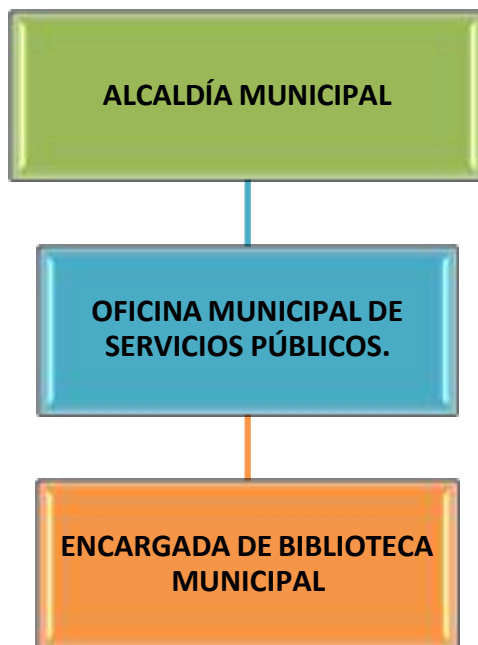 ALCALDÍA MUNICIPAL
OFICINA MUNICIPAL DE
SERVICIOS PÚBLICOS.
ENCARGADA DE BIBLIOTECA
MUNICIPAL